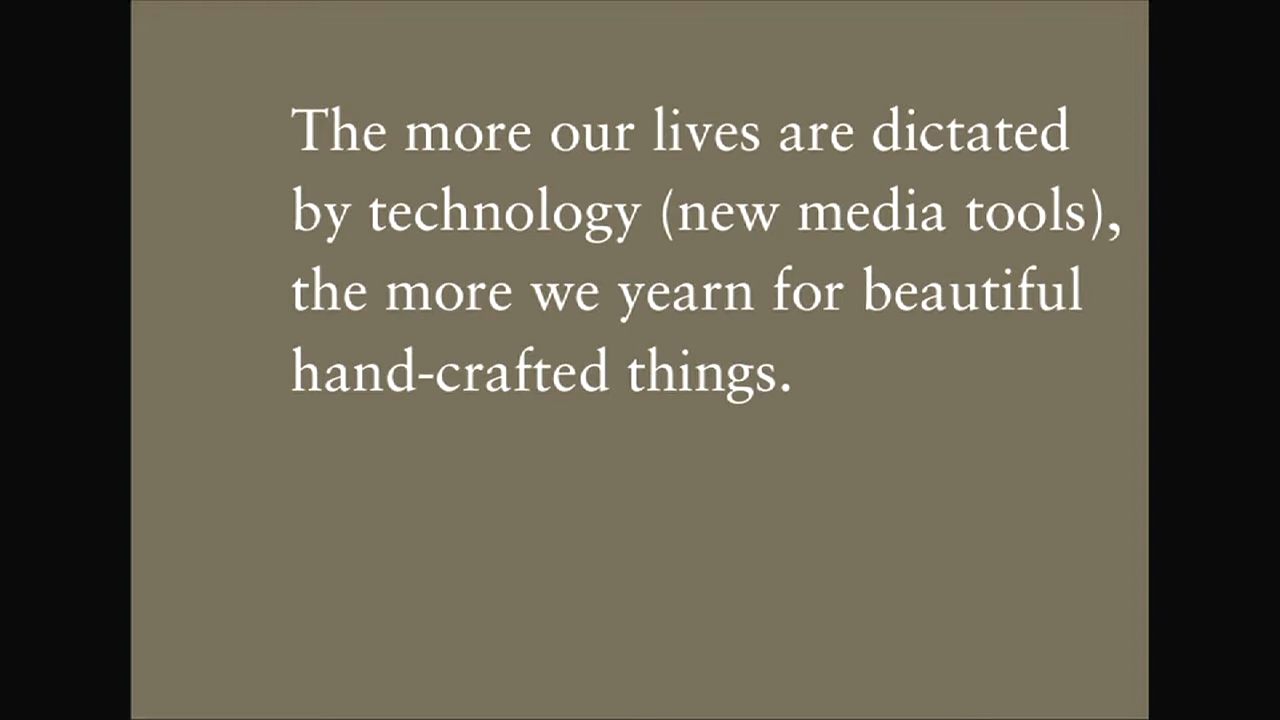 The more our lives are dictated
by technology (new media tools),
the more we yearn for beautiful
hand-crafted things.